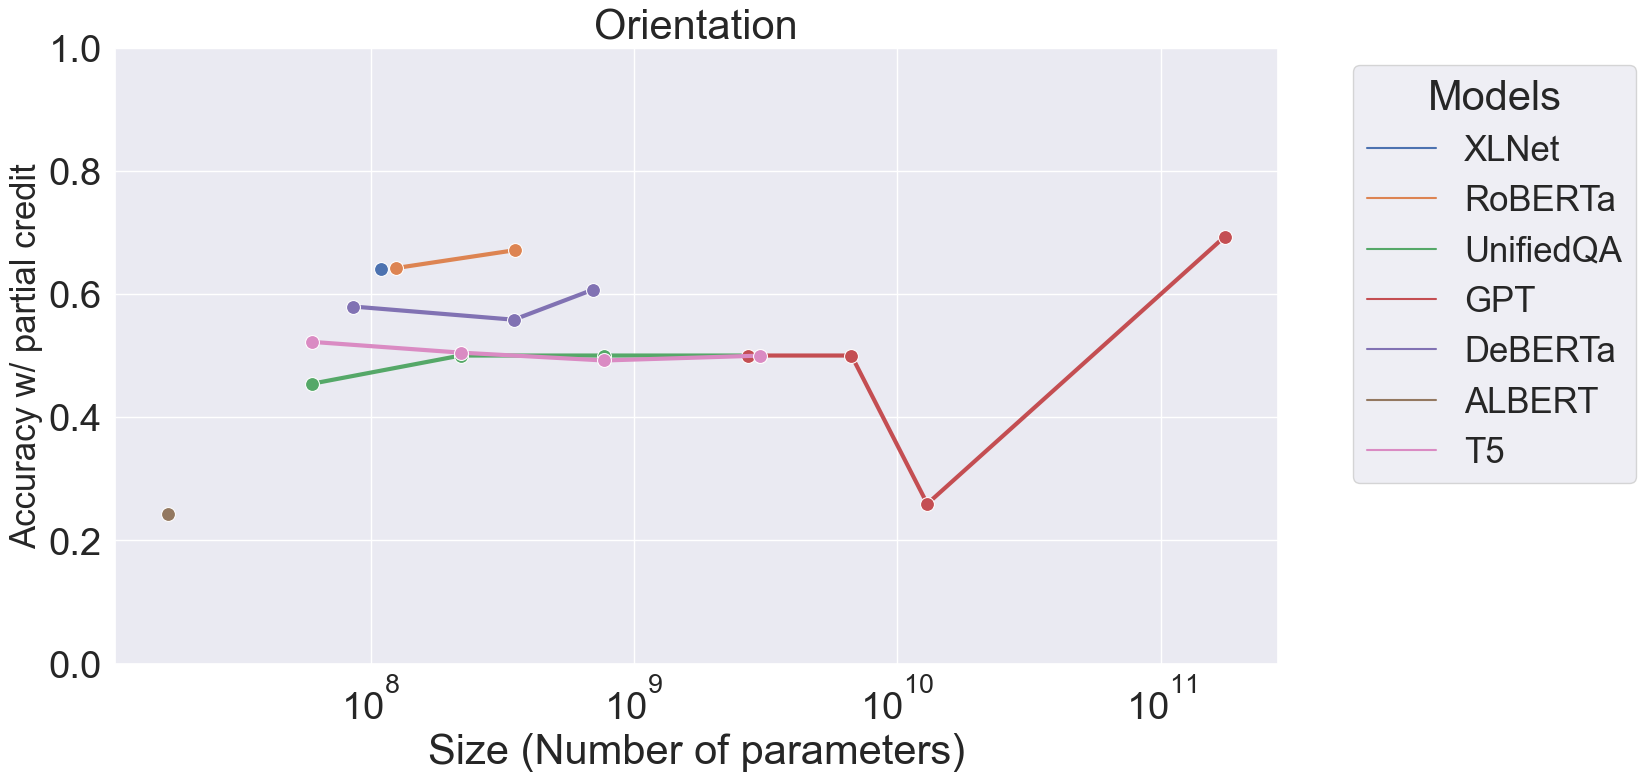 Orientation
1.0
0.8
0.6
0.4
0.2
0.0
Accuracy w/ partial credit
10^8
10^9
10^10
10^11
Size (Number of parameters)
Models
XLNet
RoBERTa
UnifiedQA
GPT
DeBERTa
ALBERT
T5